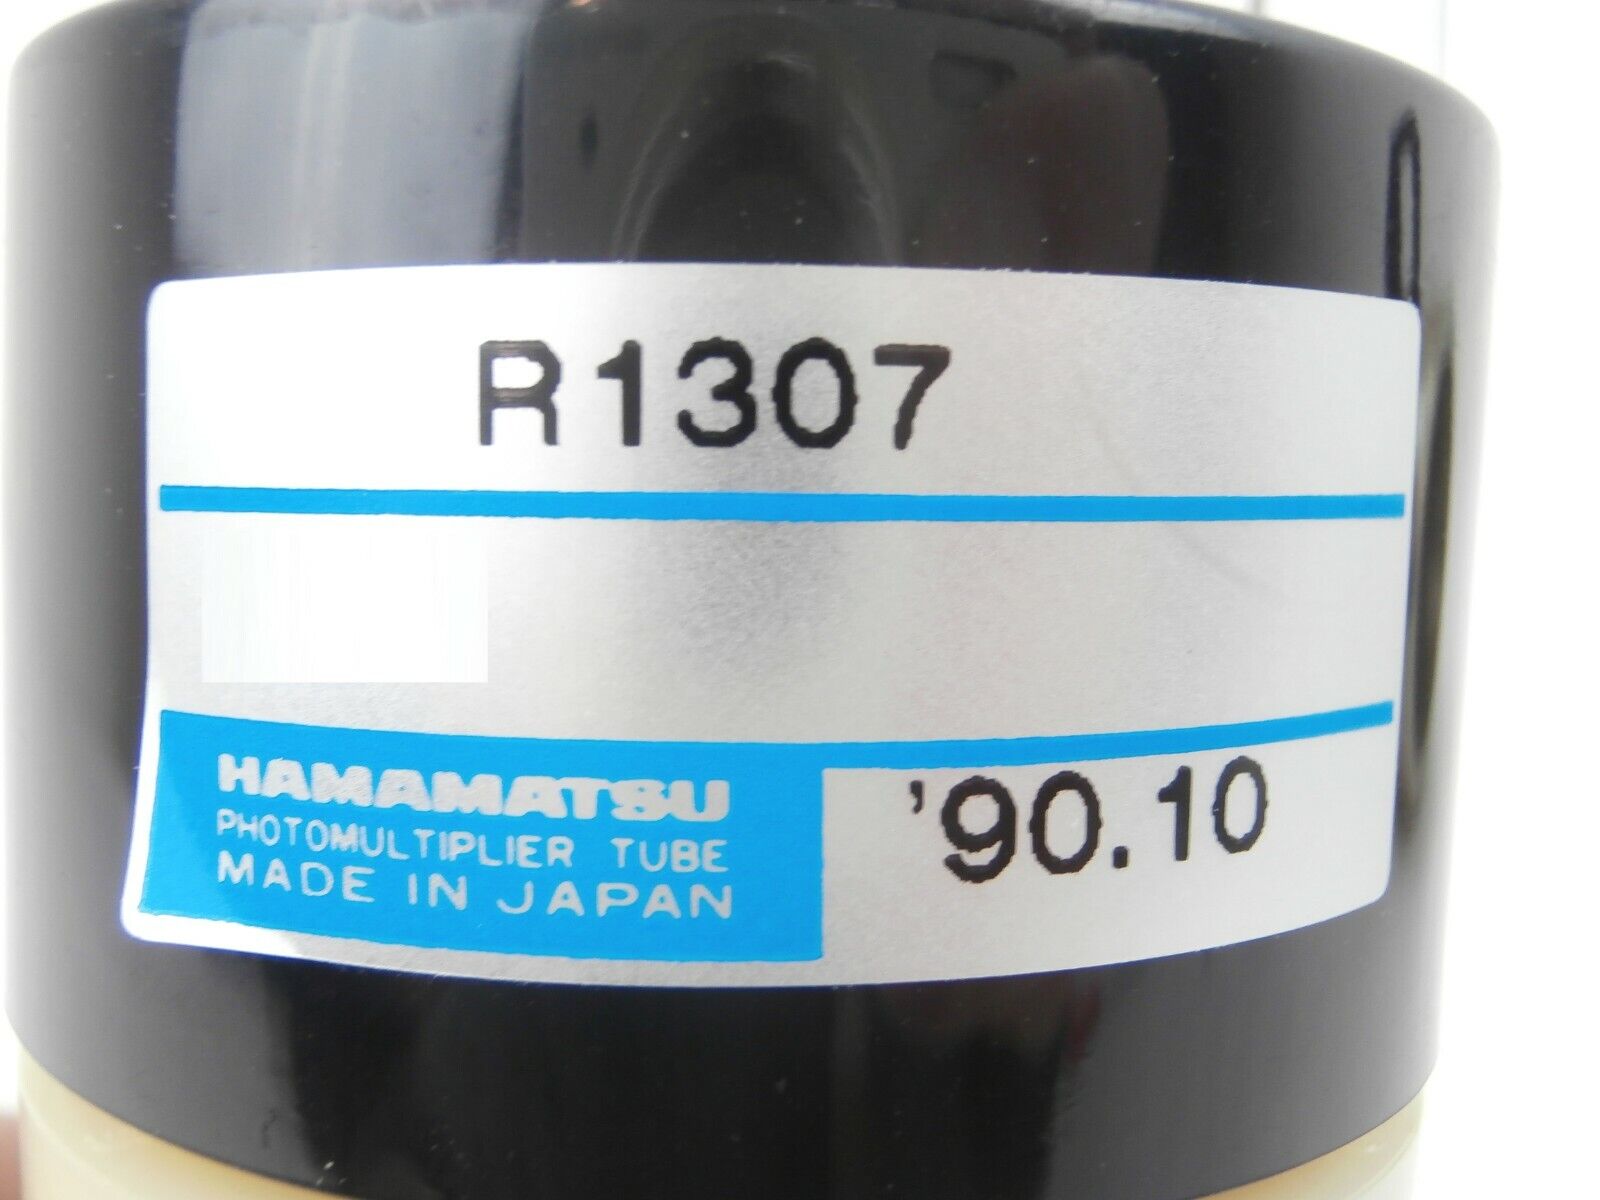 R1307
HAMAMATSU
PHOTOMULTIPLIER TUBE
MADE IN JAPAN
'90.10